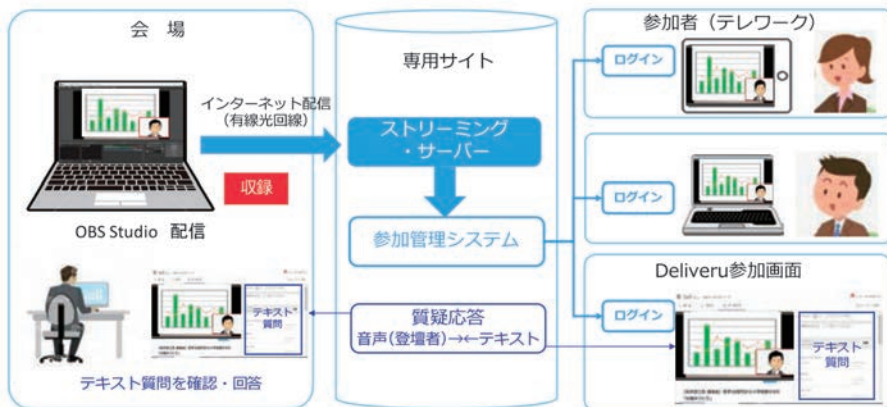 会 場
インターネット配信
（有線光回線）
収録
OBS Studio 配信
テキスト
質問
テキスト質問を確認・回答
専用サイト
ストリーミング
・サーバー
参加管理システム
質疑応答
音声(登壇者)→←テキスト
参加者（テレワーク）
ログイン
ログイン
Deliveru参加画面
ログイン
テキスト
質問